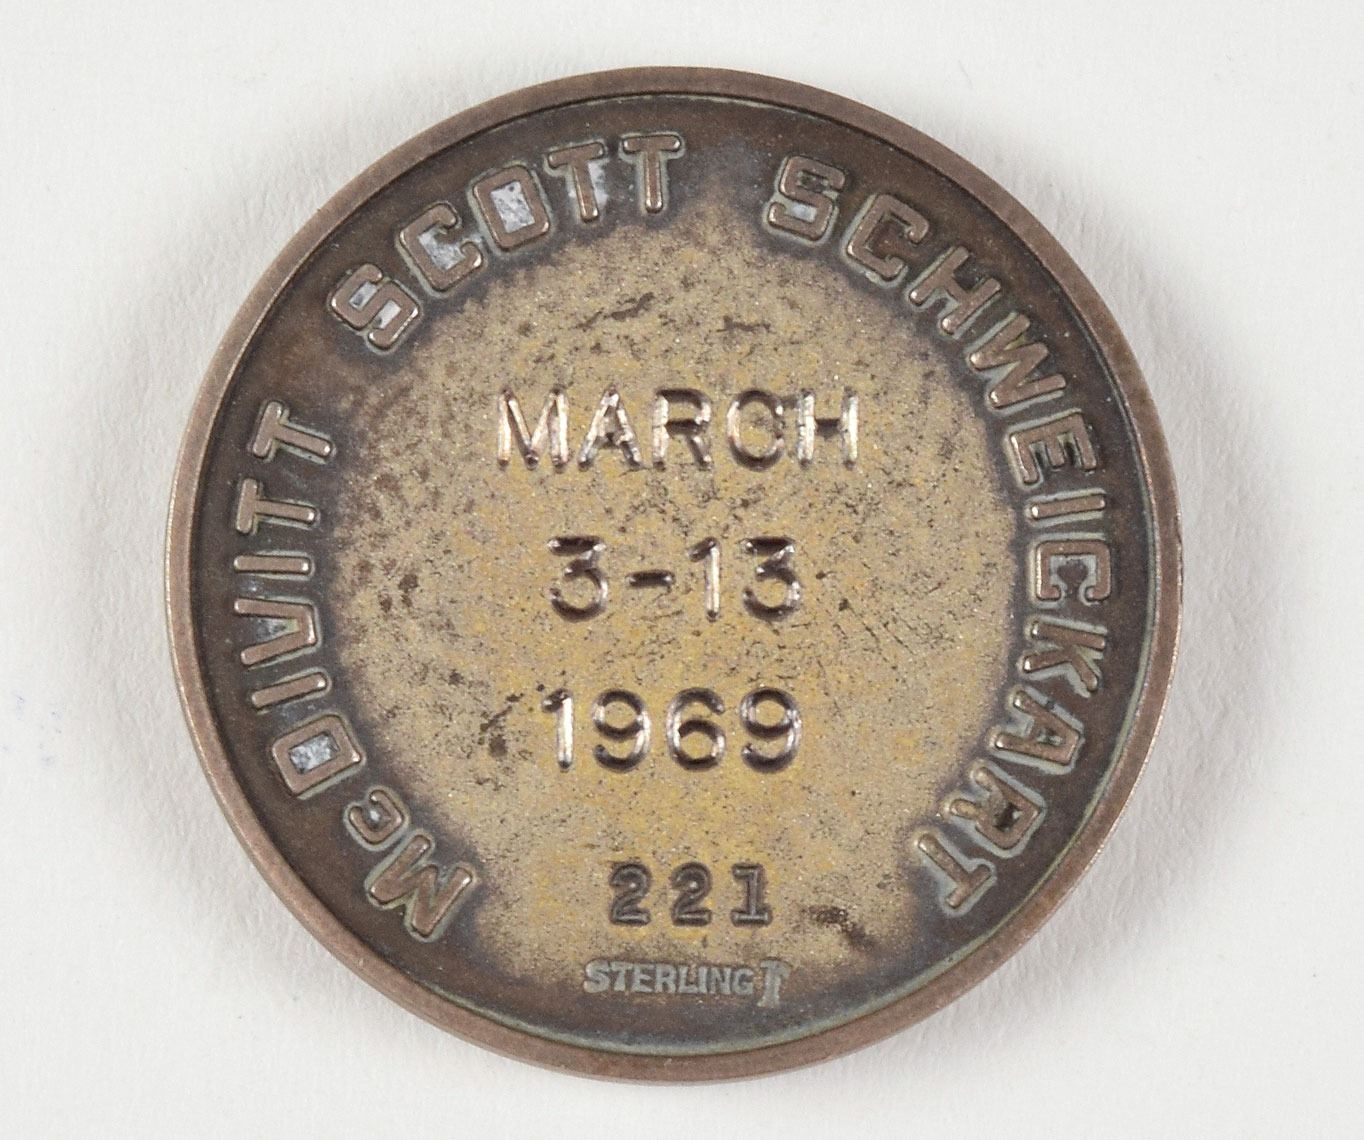 McDIVITT SCOTT SCHWEICKART
MARCH
3-13
1969
221
STERLING